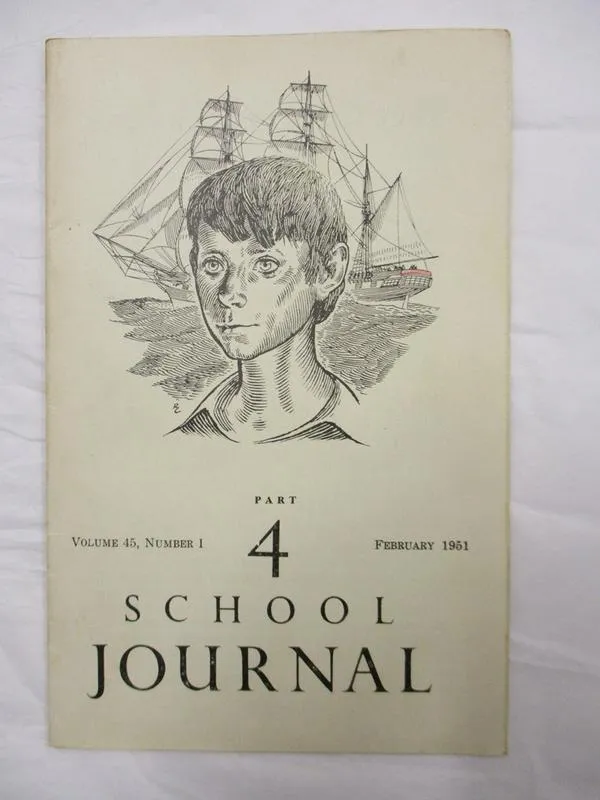 PART
VOLUME 45, NUMBER 1
4
FEBRUARY 1951
SCHOOL
JOURNAL